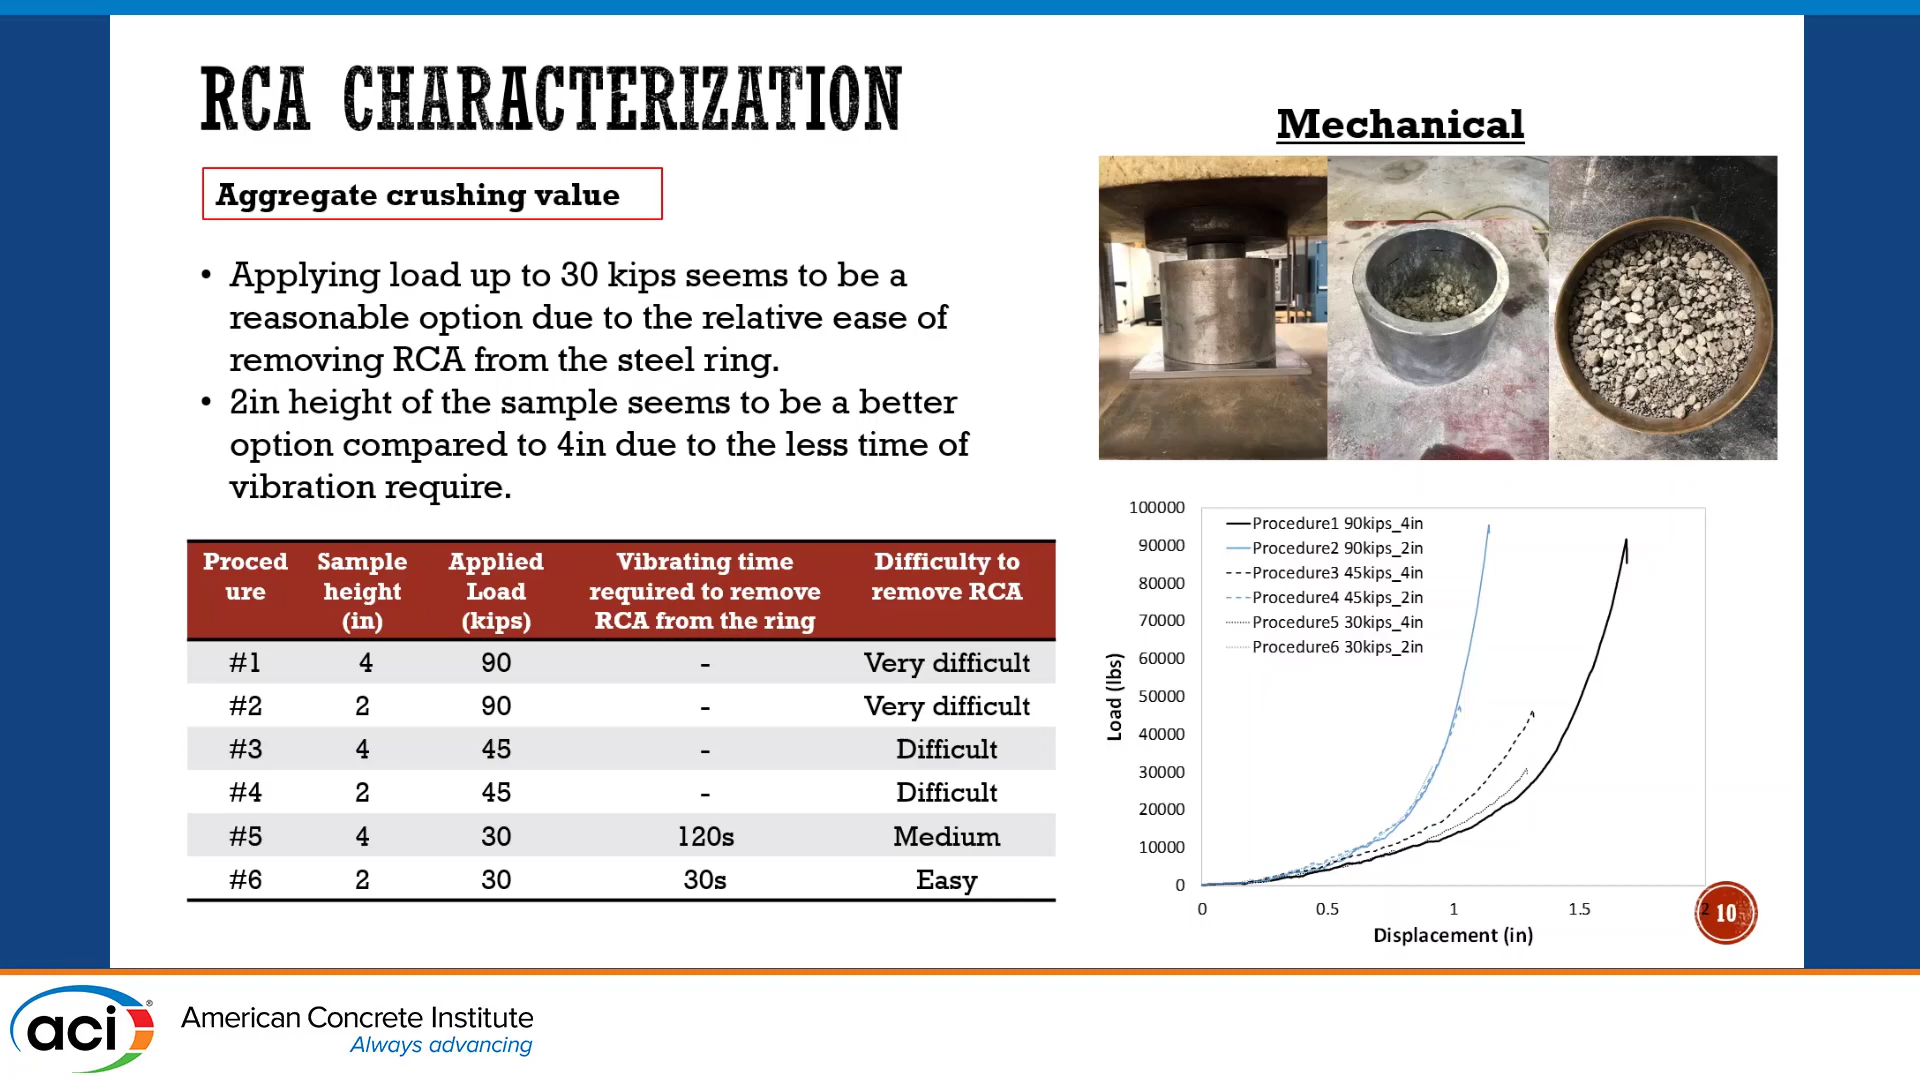 RCA CHARACTERIZATION
Mechanical
Aggregate crushing value
• Applying load up to 30 kips seems to be a
reasonable option due to the relative ease of
removing RCA from the steel ring.
• 2in height of the sample seems to be a better
option compared to 4in due to the less time of
vibration require.
Proced
ure
Sample
height
(in)
Applied
Load
(kips)
Vibrating time
required to remove
RCA from the ring
Difficulty to
remove RCA
#1 4 90 - Very difficult
#2 2 90 - Very difficult
#3 4 45 - Difficult
#4 2 45 - Difficult
#5 4 30 120s Medium
#6 2 30 30s Easy
Load (lbs)
100000
90000
80000
70000
60000
50000
40000
30000
20000
10000
0
Procedure1 90kips_4in
Procedure2 90kips_2in
Procedure3 45kips_4in
Procedure4 45kips_2in
Procedure5 30kips_4in
Procedure6 30kips_2in
0 0.5 1 1.5 2
Displacement (in)
10
aci®
American Concrete Institute
Always advancing